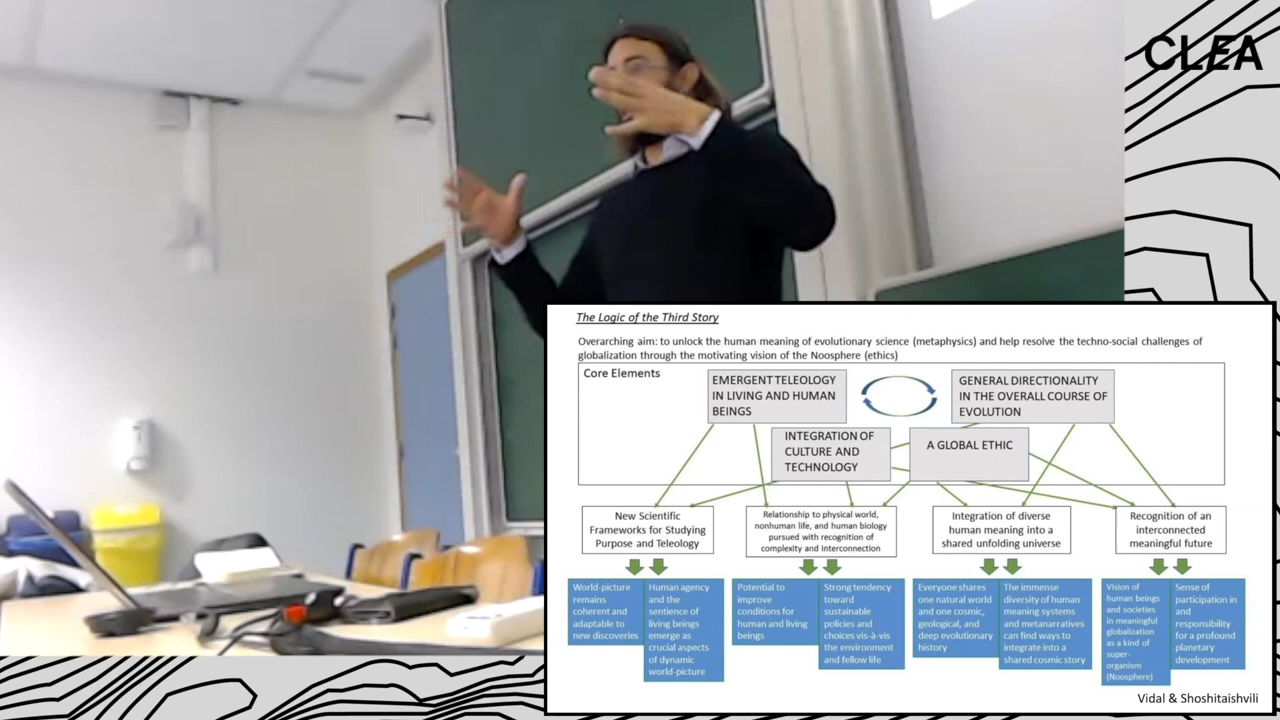 CLEA
The Logic of the Third Story
Overarching aim: to unlock the human meaning of evolutionary science (metaphysics) and help resolve the techno-social challenges of
globalization through the motivating vision of the Noosphere (ethics)
Core Elements
EMERGENT TELEOLOGY
IN LIVING AND HUMAN
BEINGS
GENERAL DIRECTIONALITY
IN THE OVERALL COURSE OF
EVOLUTION
INTEGRATION OF
CULTURE AND
TECHNOLOGY
A GLOBAL ETHIC
New Scientific
Frameworks for Studying
Purpose and Teleology
Relationship to physical world,
nonhuman life, and human biology
pursued with recognition of
complexity and interconnection
Integration of diverse
human meaning into a
shared unfolding universe
Recognition of an
interconnected
meaningful future
World-picture
remains
coherent and
adaptable to
new discoveries
Human agency
and the
sentience of
living beings
emerge as
crucial aspects
of dynamic
world-picture
Potential to
improve
conditions for
human and living
beings
Strong tendency
toward
sustainable
policies and
choices vis-à-vis
the environment
and fellow life
Everyone shares
one natural world
and one cosmic,
geological, and
deep evolutionary
history
The immense
diversity of human
meaning systems
and metanarratives
can find ways to
integrate into a
shared cosmic story
Vision of
human beings
and societies
in meaningful
globalization
as a kind of
super-
organism
(Noosphere)
Sense of
participation in
and
responsibility
for a profound
planetary
development
Vidal & Shoshitaishvili